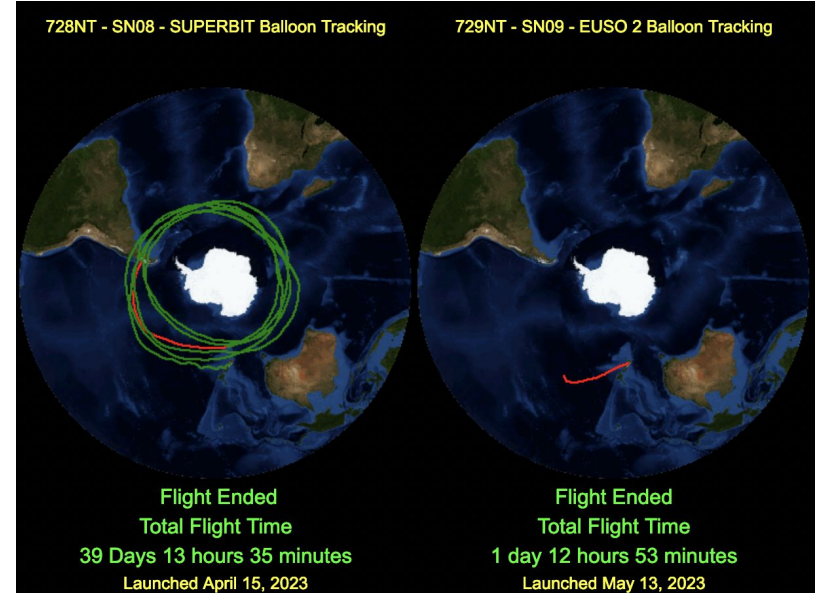 728NT - SN08 - SUPERBIT Balloon Tracking
Flight Ended
Total Flight Time
39 Days 13 hours 35 minutes
Launched April 15, 2023
729NT - SN09 - EUSO 2 Balloon Tracking
Flight Ended
Total Flight Time
1 day 12 hours 53 minutes
Launched May 13, 2023